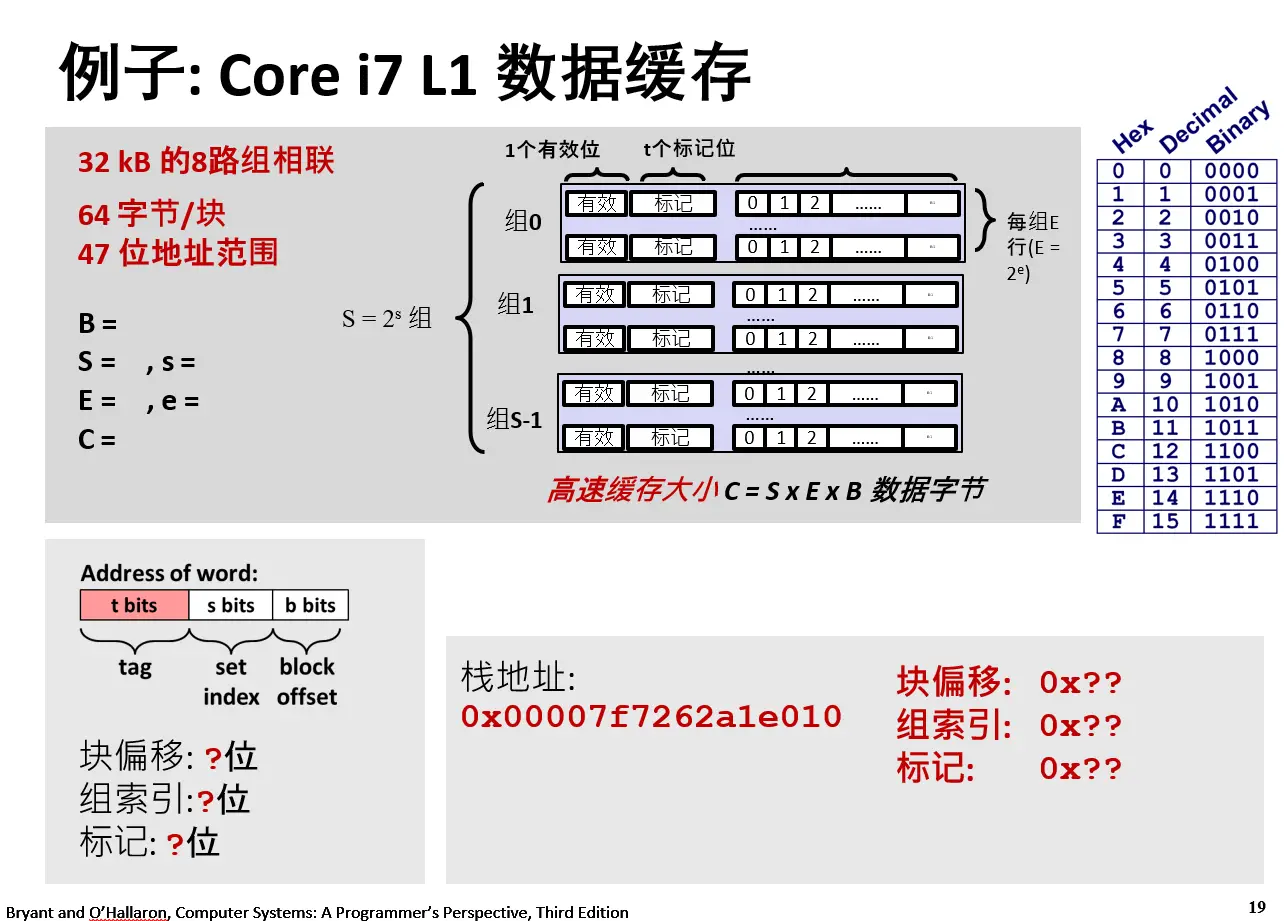 例子: Core i7 L1 数据缓存
32 kB 的8路组相联
64 字节/块
47 位地址范围
B =
S = , s =
E = , e =
C =
S = 2ˢ 组
1个有效位 t个标记位
组0
有效 标记 0 1 2 ……
……
有效 标记 0 1 2 ……
每组E
行(E =
2ᵉ)
组1
有效 标记 0 1 2 ……
……
有效 标记 0 1 2 ……
……
组S-1
有效 标记 0 1 2 ……
……
有效 标记 0 1 2 ……
高速缓存大小 C = S x E x B 数据字节
Hex Decimal Binary
0 0 0000
1 1 0001
2 2 0010
3 3 0011
4 4 0100
5 5 0101
6 6 0110
7 7 0111
8 8 1000
9 9 1001
A 10 1010
B 11 1011
C 12 1100
D 13 1101
E 14 1110
F 15 1111
Address of word:
t bits s bits b bits
tag set block
index offset
块偏移: ?位
组索引:?位
标记: ?位
栈地址:
0x00007f7262a1e010
块偏移: 0x??
组索引: 0x??
标记: 0x??
Bryant and O’Hallaron, Computer Systems: A Programmer’s Perspective, Third Edition
19